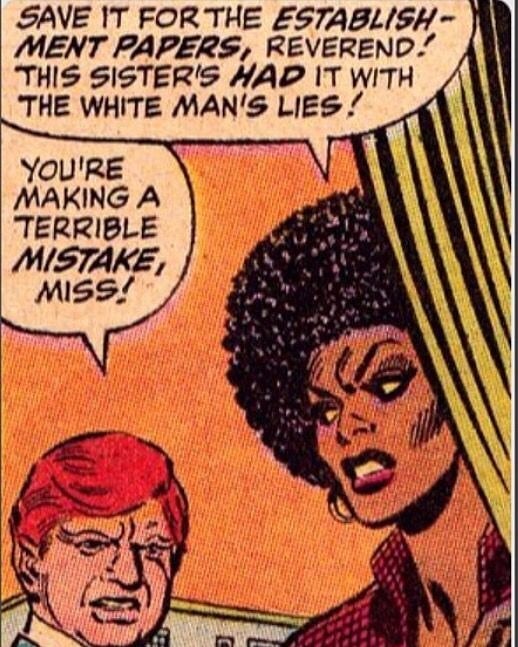 SAVE IT FOR THE ESTABLISH-
MENT PAPERS, REVEREND!
THIS SISTER'S HAD IT WITH
THE WHITE MAN'S LIES!
YOU'RE
MAKING A
TERRIBLE
MISTAKE,
MISS!